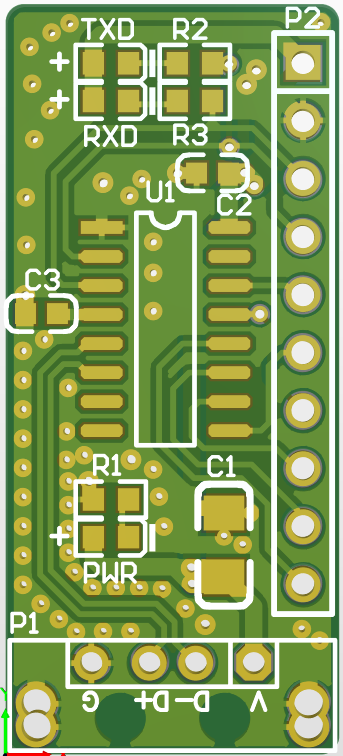 TXD R2 P2
+
+
RXD R3
U1
C2
C3
R1 C1
+
PWR
P1
G D+ D- V